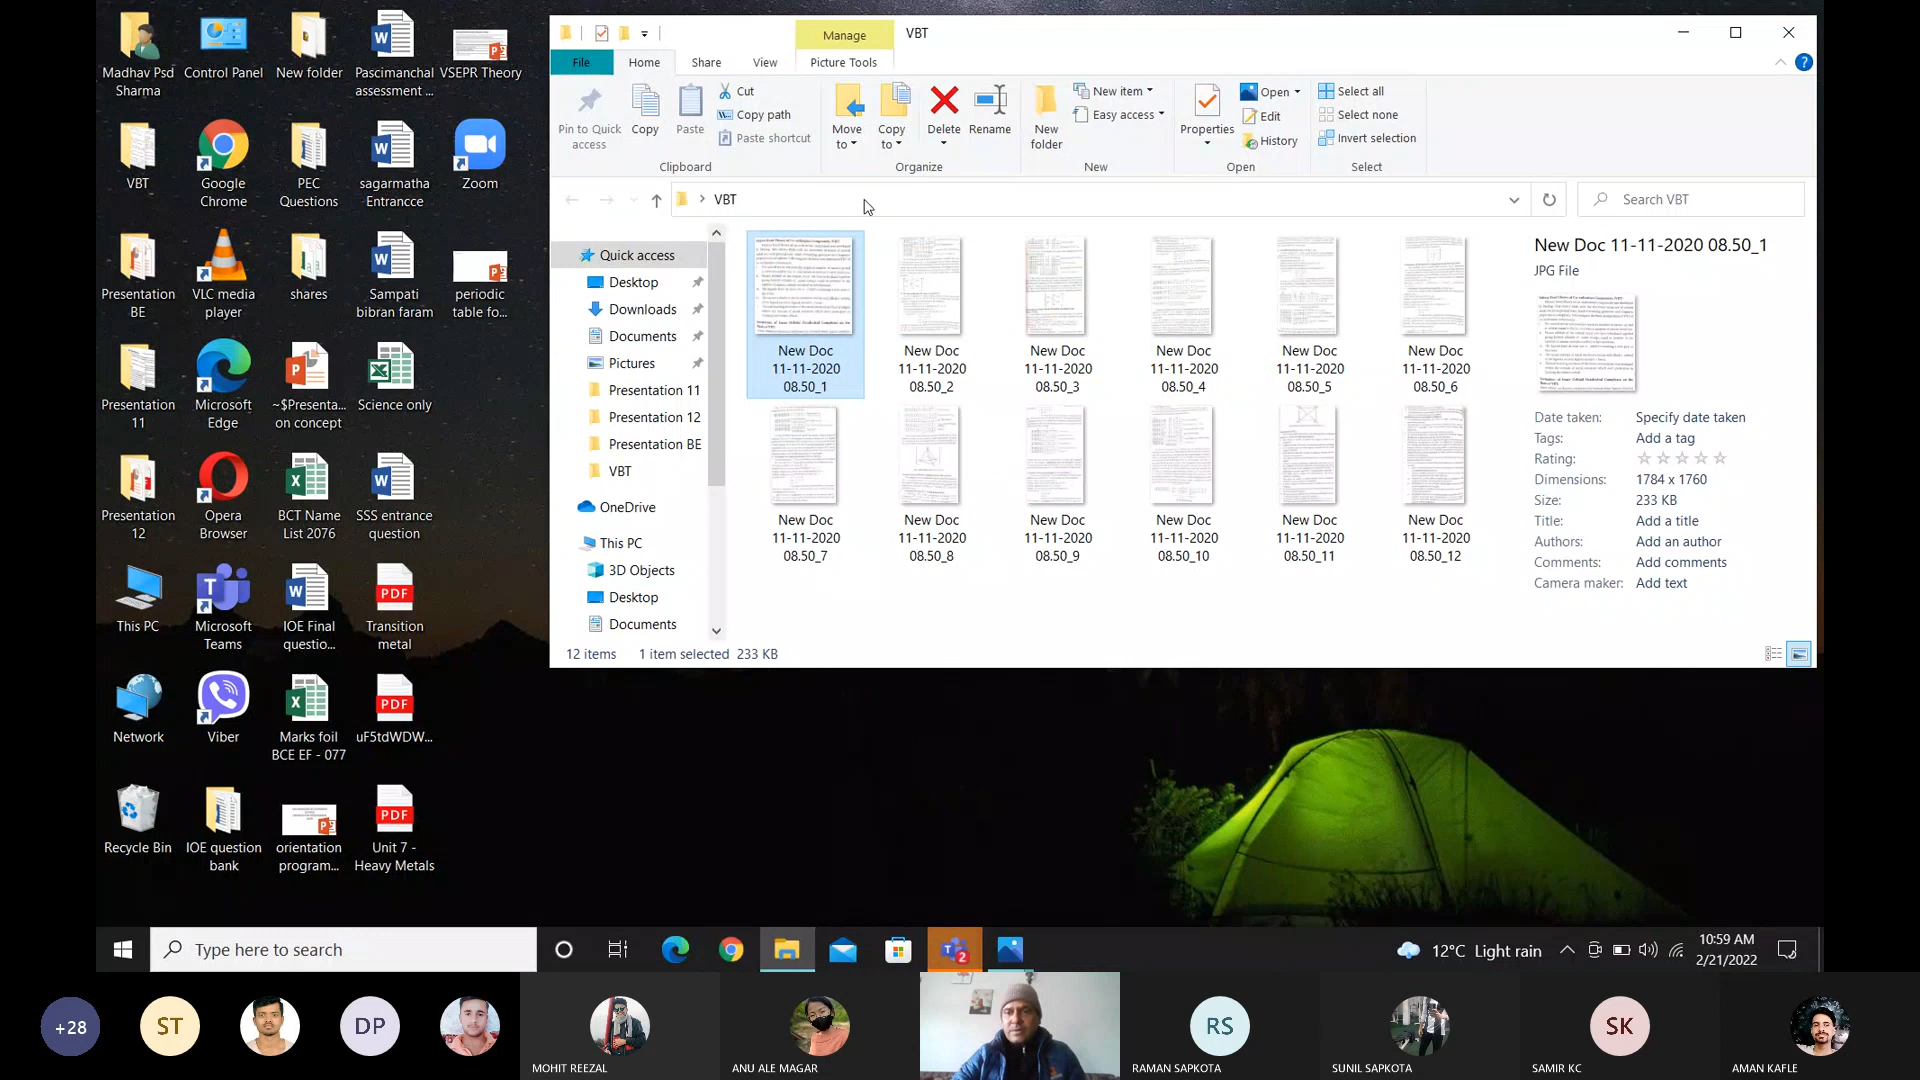 Madhav Psd
Sharma
Control Panel
New folder
Pascimanchal
assessment ...
VSEPR Theory
VBT
Google
Chrome
PEC
Questions
sagarmatha
Entrancce
Zoom
Presentation
BE
VLC media
player
shares
Sampati
bibran faram
periodic
table fo...
Presentation
11
Microsoft
Edge
~$Presenta...
on concept
Science only
Presentation
12
Opera
Browser
BCT Name
List 2076
SSS entrance
question
This PC
Microsoft
Teams
IOE Final
questio...
Transition
metal
Network
Viber
Marks foil
BCE EF - 077
uF5tdWDW...
Recycle Bin
IOE question
bank
orientation
program...
Unit 7 -
Heavy Metals
Manage
VBT
File
Home
Share
View
Picture Tools
Pin to Quick
access
Copy
Paste
Cut
Copy path
Paste shortcut
Clipboard
Move
to
Copy
to
Delete
Rename
Organize
New
folder
New item
Easy access
New
Properties
Open
Edit
History
Open
Select all
Select none
Invert selection
Select
VBT
Search VBT
Quick access
Desktop
Downloads
Documents
Pictures
Presentation 11
Presentation 12
Presentation BE
VBT
OneDrive
This PC
3D Objects
Desktop
Documents
New Doc
11-11-2020
08.50_1
New Doc
11-11-2020
08.50_2
New Doc
11-11-2020
08.50_3
New Doc
11-11-2020
08.50_4
New Doc
11-11-2020
08.50_5
New Doc
11-11-2020
08.50_6
New Doc
11-11-2020
08.50_7
New Doc
11-11-2020
08.50_8
New Doc
11-11-2020
08.50_9
New Doc
11-11-2020
08.50_10
New Doc
11-11-2020
08.50_11
New Doc
11-11-2020
08.50_12
New Doc 11-11-2020 08.50_1
JPG File
Date taken: Specify date taken
Tags: Add a tag
Rating:
Dimensions: 1784 x 1760
Size: 233 KB
Title: Add a title
Authors: Add an author
Comments: Add comments
Camera maker: Add text
12 items 1 item selected 233 KB
Type here to search
2
12°C Light rain
10:59 AM
2/21/2022
+28
ST
DP
MOHIT REEZAL
ANU ALE MAGAR
RS
RAMAN SAPKOTA
SUNIL SAPKOTA
SK
SAMIR KC
AMAN KAFLE